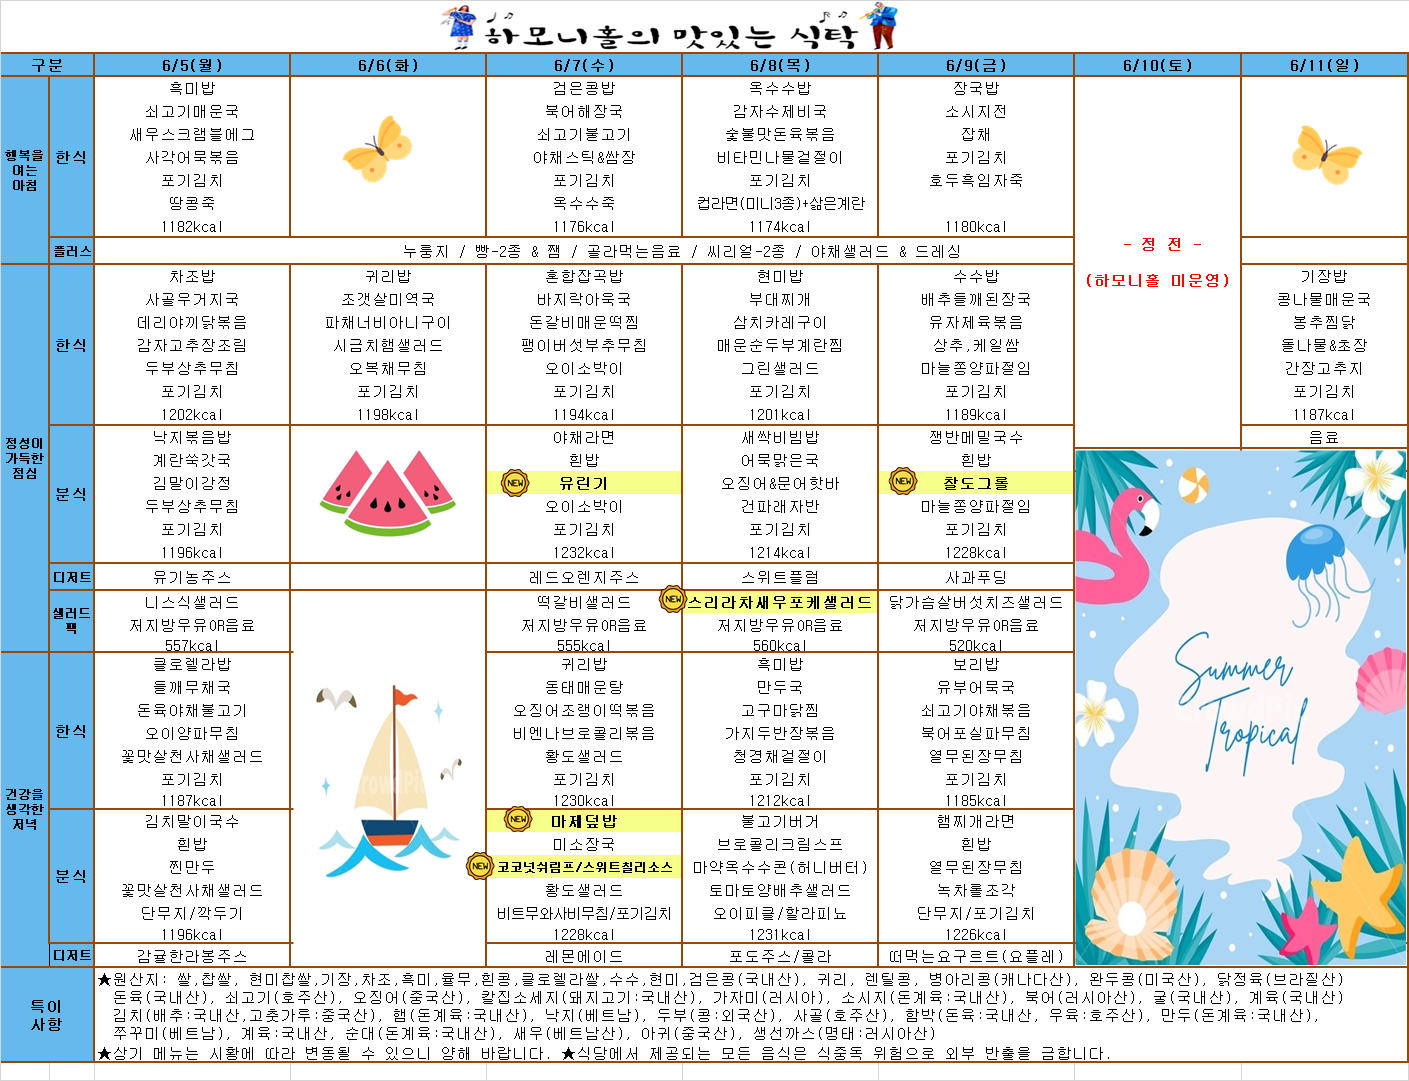 하모니홀의 맛있는 식탁
구분 6/5(월) 6/6(화) 6/7(수) 6/8(목) 6/9(금) 6/10(토) 6/11(일)
행복을
여는
아침
한식
흑미밥
쇠고기매운국
새우스크램블에그
사각어묵볶음
포기김치
땅콩죽
1182kcal
검은콩밥
북어해장국
쇠고기불고기
야채스틱&쌈장
포기김치
옥수수죽
1176kcal
옥수수밥
감자수제비국
숯불맛돈육볶음
비타민나물겉절이
포기김치
컵라면(미니3종)+삶은계란
1174kcal
장국밥
소시지전
잡채
포기김치
호두흑임자죽
1180kcal
- 정 전 -
(하모니홀 미운영)
플러스
누룽지 / 빵-2종 & 쨈 / 골라먹는음료 / 씨리얼-2종 / 야채샐러드 & 드레싱
정성이
가득한
점심
한식
차조밥
사골우거지국
데리야끼닭볶음
감자고추장조림
두부상추무침
포기김치
1202kcal
귀리밥
조갯살미역국
파채너비아니구이
시금치햄샐러드
오복채무침
포기김치
1198kcal
혼합잡곡밥
바지락아욱국
돈갈비매운떡찜
팽이버섯부추무침
오이소박이
포기김치
1194kcal
현미밥
부대찌개
삼치카레구이
매운순두부계란찜
그린샐러드
포기김치
1201kcal
수수밥
배추들깨된장국
유자제육볶음
상추,케일쌈
마늘쫑양파절임
포기김치
1189kcal
기장밥
콩나물매운국
봉추찜닭
돌나물&초장
간장고추지
포기김치
1187kcal
음료
분식
낙지볶음밥
계란쑥갓국
김말이강정
두부상추무침
포기김치
1196kcal
야채라면
흰밥
NEW 유린기
오이소박이
포기김치
1232kcal
새싹비빔밥
어묵맑은국
오징어&문어핫바
건파래자반
포기김치
1214kcal
쟁반메밀국수
흰밥
NEW 찰도그롤
마늘쫑양파절임
포기김치
1228kcal
디저트
유기농주스
레드오렌지주스
스위트플럼
사과푸딩
샐러드
팩
니스식샐러드
저지방우유OR음료
557kcal
떡갈비샐러드
저지방우유OR음료
555kcal
NEW 스리라차새우포케샐러드
저지방우유OR음료
560kcal
닭가슴살버섯치즈샐러드
저지방우유OR음료
520kcal
건강을
생각한
저녁
한식
클로렐라밥
들깨무채국
돈육야채불고기
오이양파무침
꽃맛살천사채샐러드
포기김치
1187kcal
귀리밥
동태매운탕
오징어조랭이떡볶음
비엔나브로콜리볶음
황도샐러드
포기김치
1230kcal
흑미밥
만두국
고구마닭찜
가지두반장볶음
청경채겉절이
포기김치
1212kcal
보리밥
유부어묵국
쇠고기야채볶음
북어포실파무침
열무된장무침
포기김치
1185kcal
Summer
Tropical
분식
김치말이국수
흰밥
찐만두
꽃맛살천사채샐러드
단무지/깍두기
1196kcal
NEW 마제덮밥
미소장국
NEW 코코넛쉬림프/스위트칠리소스
황도샐러드
비트무와사비무침/포기김치
1228kcal
불고기버거
브로콜리크림스프
마약옥수수콘(허니버터)
토마토양배추샐러드
오이피클/할라피뇨
1231kcal
햄찌개라면
흰밥
열무된장무침
녹차롤조각
단무지/포기김치
1226kcal
디저트
감귤한라봉주스
레몬에이드
포도주스/콜라
떠먹는요구르트(요플레)
특이
사항
★원산지: 쌀,찹쌀, 현미찹쌀,기장,차조,흑미,율무,흰콩,클로렐라쌀,수수,현미,검은콩(국내산), 귀리, 렌틸콩, 병아리콩(캐나다산), 완두콩(미국산), 닭정육(브라질산)
돈육(국내산), 쇠고기(호주산), 오징어(중국산), 칼집소세지(돼지고기:국내산), 가자미(러시아), 소시지(돈계육:국내산), 북어(러시아산), 굴(국내산), 계육(국내산)
김치(배추:국내산,고춧가루:중국산), 햄(돈계육:국내산), 낙지(베트남), 두부(콩:외국산), 사골(호주산), 함박(돈육:국내산, 우육:호주산), 만두(돈계육:국내산),
쭈꾸미(베트남), 계육:국내산, 순대(돈계육:국내산), 새우(베트남산), 아귀(중국산), 생선까스(명태:러시아산)
★상기 메뉴는 시황에 따라 변동될 수 있으니 양해 바랍니다. ★식당에서 제공되는 모든 음식은 식중독 위험으로 외부 반출을 금합니다.